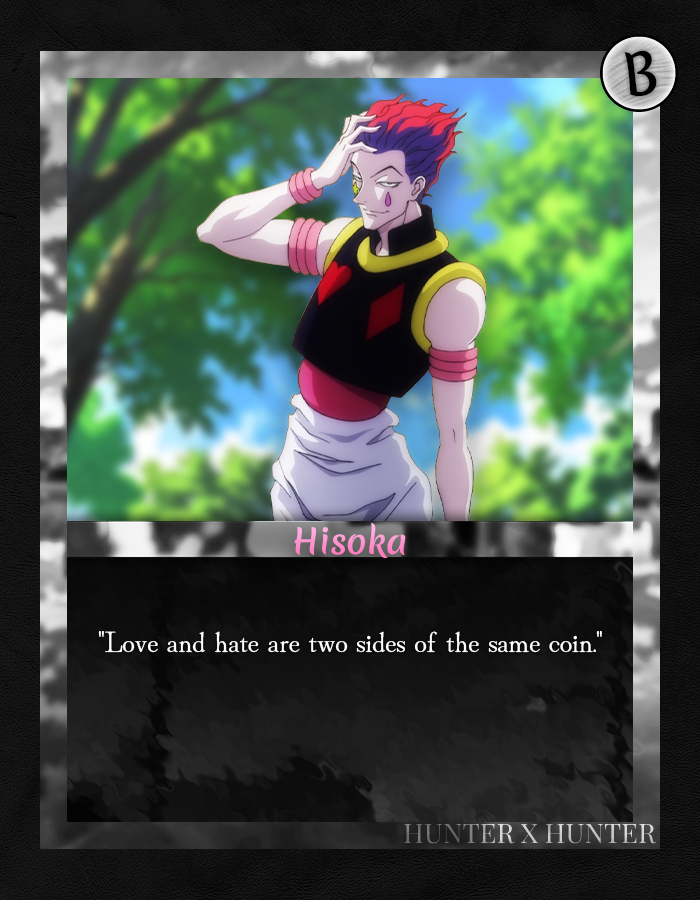 B
Hisoka
"Love and hate are two sides of the same coin."
HUNTER X HUNTER